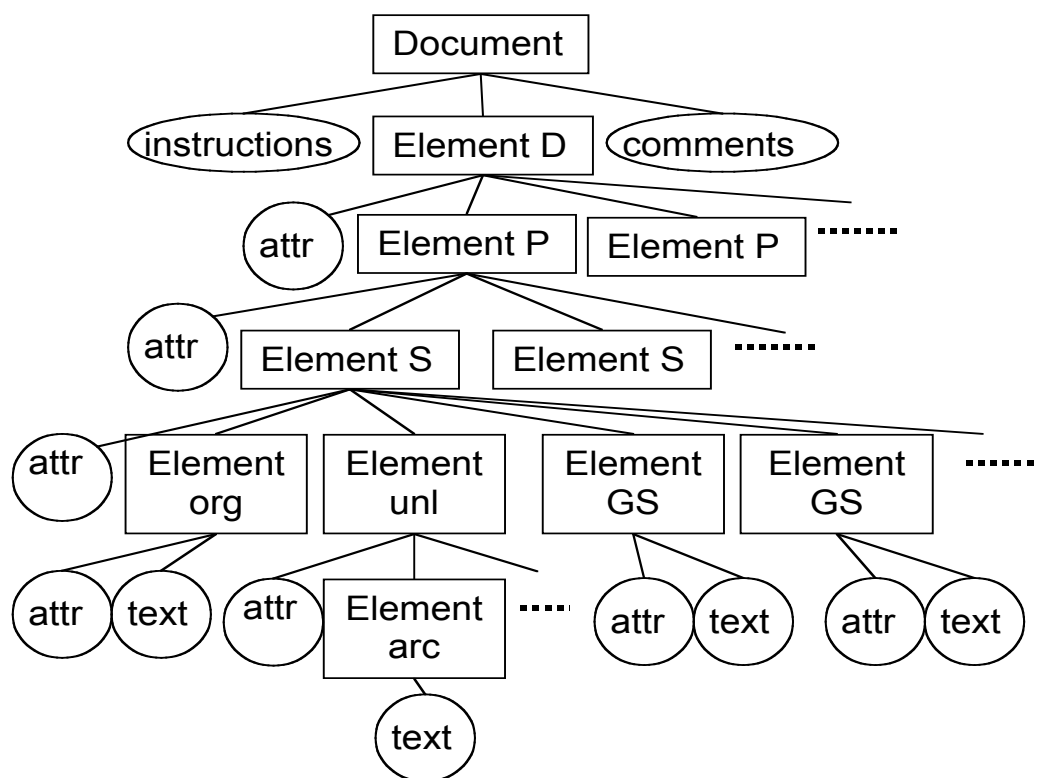 Document
instructions
Element D
comments
attr
Element P
Element P
attr
Element S
Element S
attr
Element
org
Element
unl
Element
GS
Element
GS
attr
text
attr
Element
arc
attr
text
attr
text
text